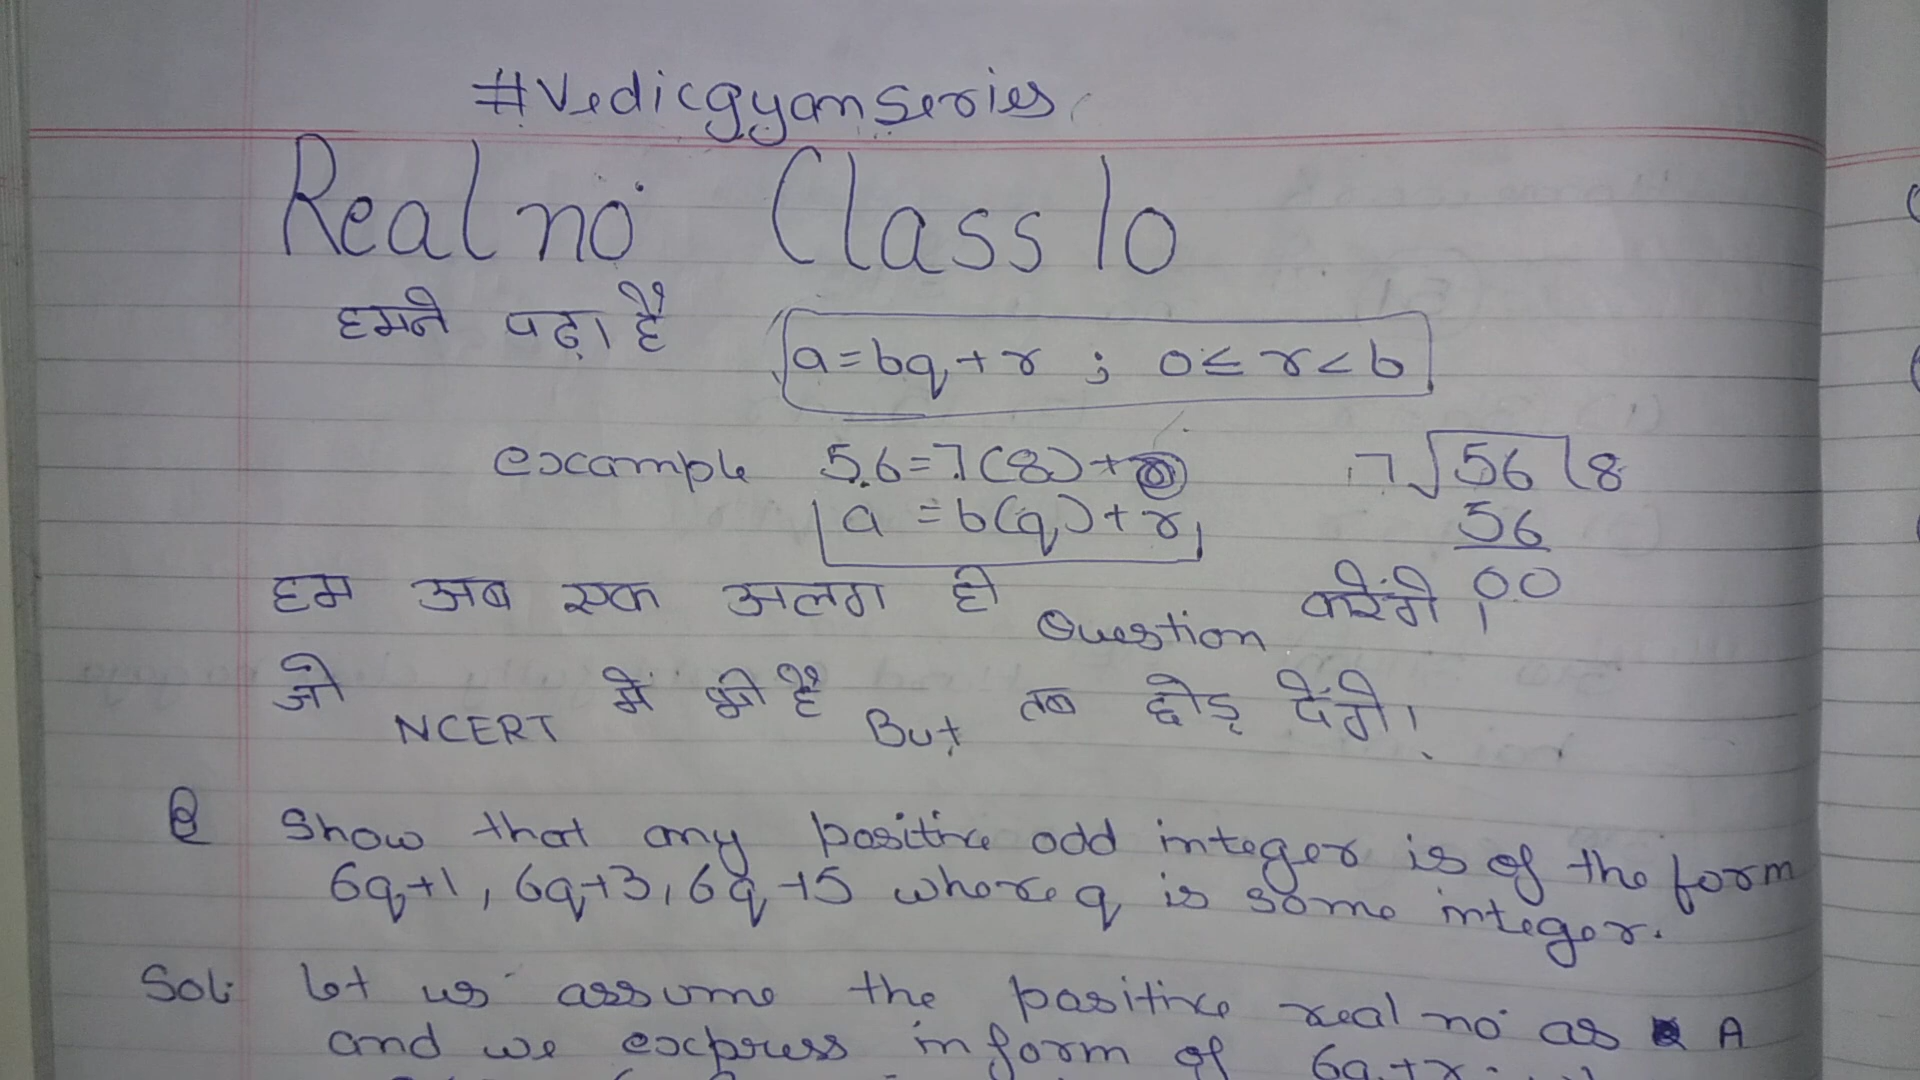 #Vedicgyanseries
Real no Class 10
हमने पढ़ा है a=bq+r ; 0≤r<b
example 56=7(8)+0 7√56(8
a = b(q)+r 56
हम अब एक अलग ही Question करेंगे। 00
जो NCERT में भी है But तब छोड़ देंगे।
Q Show that any positive odd integer is of the form
6q+1, 6q+3, 6q+5 where q is some integer.
Sol: let us assume the positive real no as A
and we express in form of 6q+r